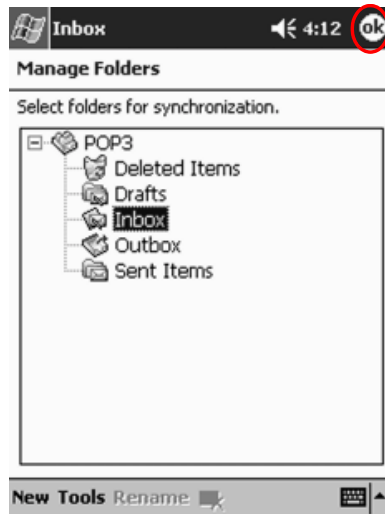 Inbox 4:12 ok
Manage Folders
Select folders for synchronization.
POP3
Deleted Items
Drafts
Inbox
Outbox
Sent Items
New Tools Rename